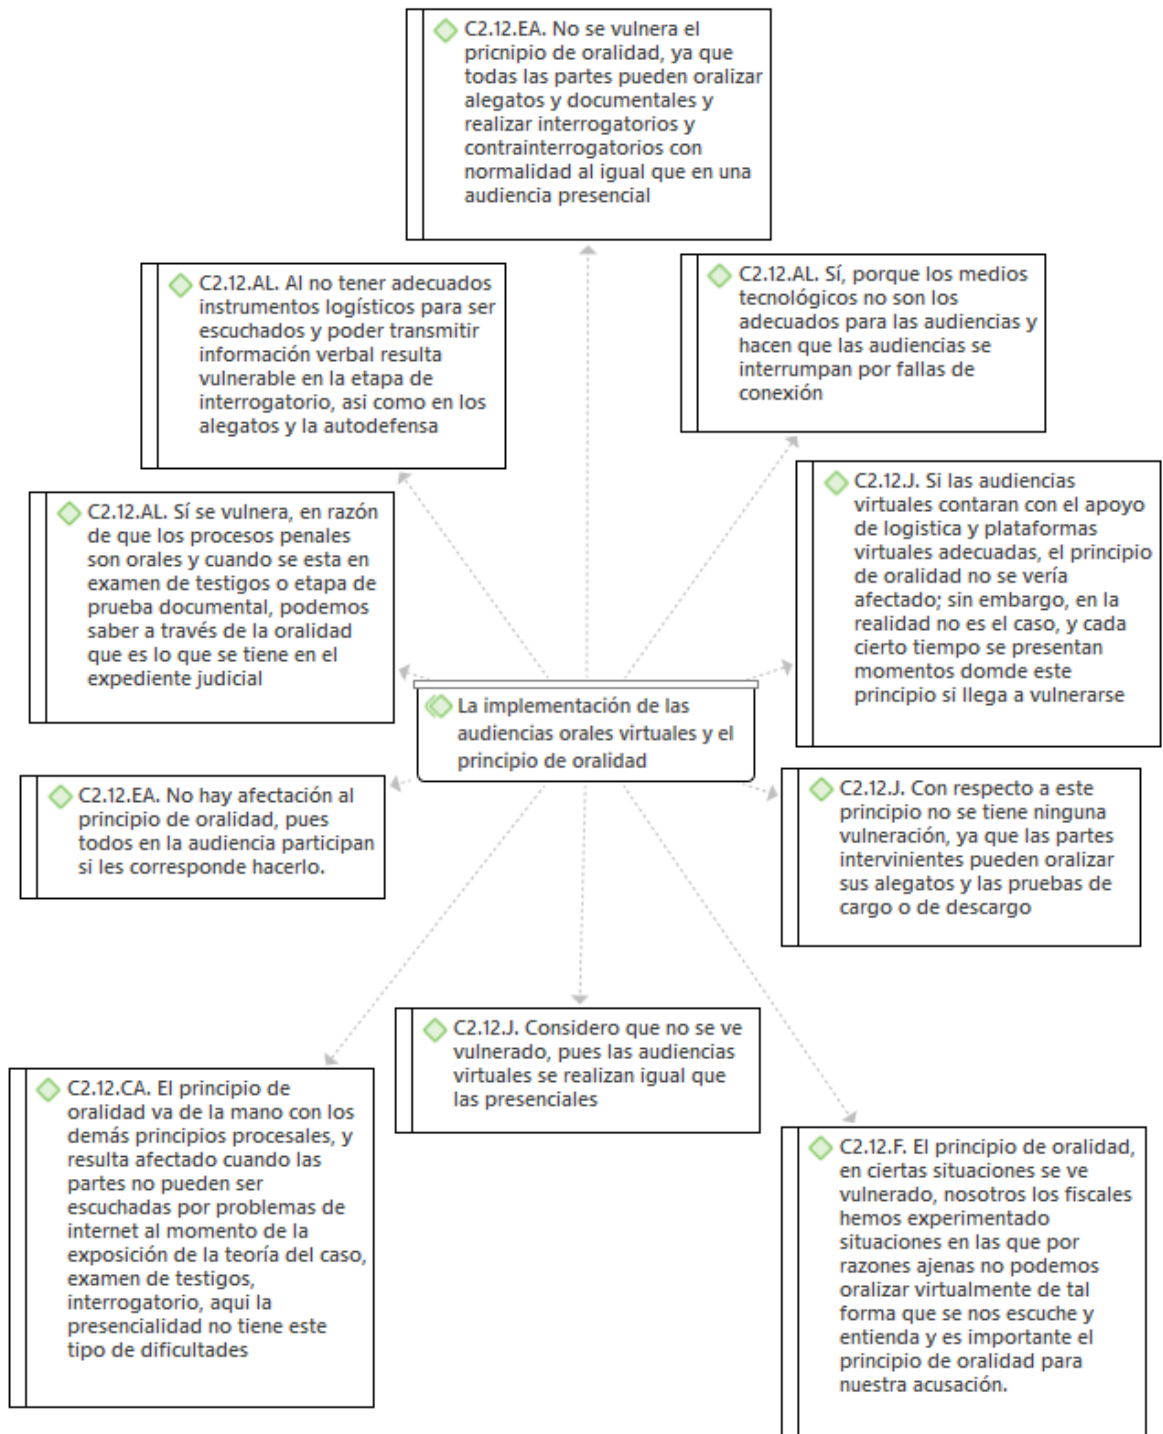 C2.12.EA. No se vulnera el
pricnipio de oralidad, ya que
todas las partes pueden oralizar
alegatos y documentales y
realizar interrogatorios y
contrainterrogatorios con
normalidad al igual que en una
audiencia presencial
C2.12.AL. Al no tener adecuados
instrumentos logísticos para ser
escuchados y poder transmitir
información verbal resulta
vulnerable en la etapa de
interrogatorio, asi como en los
alegatos y la autodefensa
C2.12.AL. Sí, porque los medios
tecnológicos no son los
adecuados para las audiencias y
hacen que las audiencias se
interrumpan por fallas de
conexión
C2.12.AL. Sí se vulnera, en razón
de que los procesos penales
son orales y cuando se esta en
examen de testigos o etapa de
prueba documental, podemos
saber a través de la oralidad
que es lo que se tiene en el
expediente judicial
C2.12.J. Si las audiencias
virtuales contaran con el apoyo
de logistica y plataformas
virtuales adecuadas, el principio
de oralidad no se vería
afectado; sin embargo, en la
realidad no es el caso, y cada
cierto tiempo se presentan
momentos domde este
principio si llega a vulnerarse
La implementación de las
audiencias orales virtuales y el
principio de oralidad
C2.12.EA. No hay afectación al
principio de oralidad, pues
todos en la audiencia participan
si les corresponde hacerlo.
C2.12.J. Con respecto a este
principio no se tiene ninguna
vulneración, ya que las partes
intervinientes pueden oralizar
sus alegatos y las pruebas de
cargo o de descargo
C2.12.J. Considero que no se ve
vulnerado, pues las audiencias
virtuales se realizan igual que
las presenciales
C2.12.CA. El principio de
oralidad va de la mano con los
demás principios procesales, y
resulta afectado cuando las
partes no pueden ser
escuchadas por problemas de
internet al momento de la
exposición de la teoría del caso,
examen de testigos,
interrogatorio, aqui la
presencialidad no tiene este
tipo de dificultades
C2.12.F. El principio de oralidad,
en ciertas situaciones se ve
vulnerado, nosotros los fiscales
hemos experimentado
situaciones en las que por
razones ajenas no podemos
oralizar virtualmente de tal
forma que se nos escuche y
entienda y es importante el
principio de oralidad para
nuestra acusación.